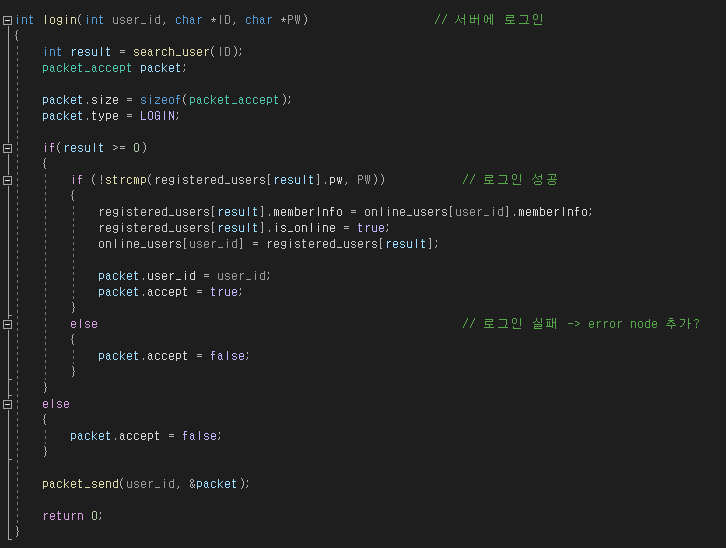 int login(int user_id, char *ID, char *PW) // 서버에 로그인
{
int result = search_user(ID);
packet_accept packet;
packet.size = sizeof(packet_accept);
packet.type = LOGIN;
if(result >= 0)
{
if (!strcmp(registered_users[result].pw, PW)) // 로그인 성공
{
registered_users[result].memberInfo = online_users[user_id].memberInfo;
registered_users[result].is_online = true;
online_users[user_id] = registered_users[result];
packet.user_id = user_id;
packet.accept = true;
}
else // 로그인 실패 -> error node 추가?
{
packet.accept = false;
}
}
else
{
packet.accept = false;
}
packet_send(user_id, &packet);
return 0;
}